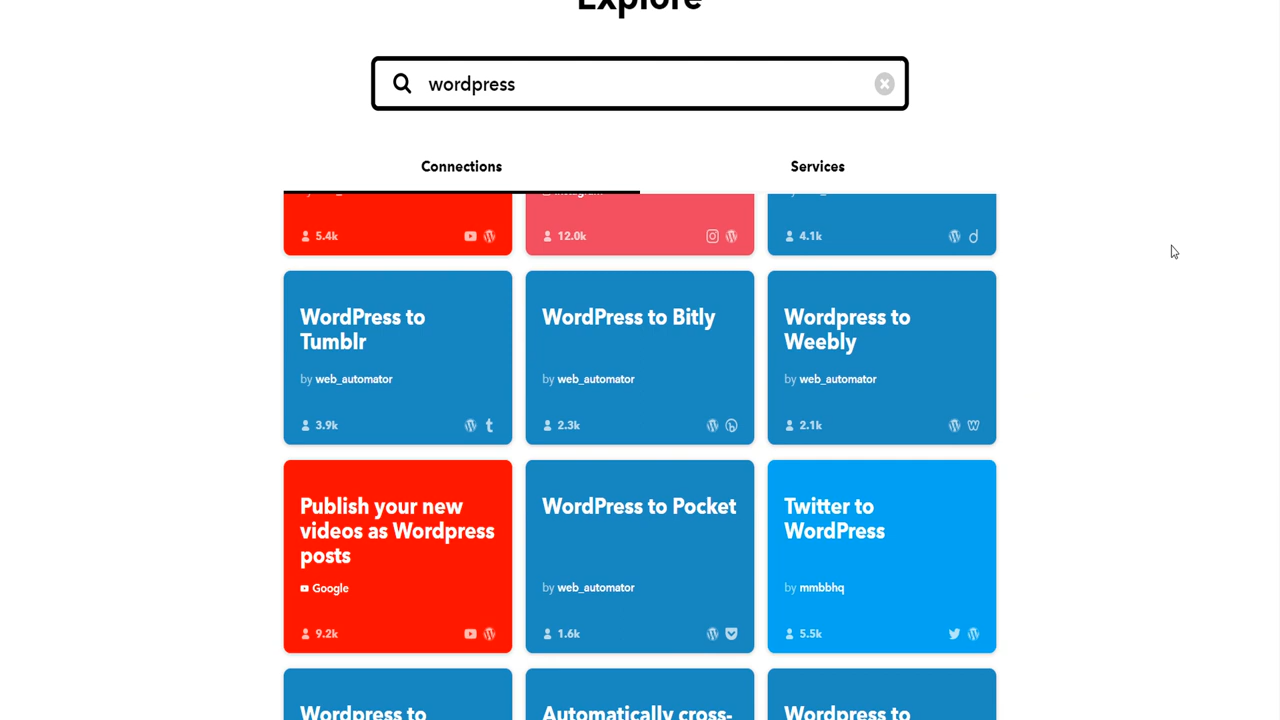 Explore
wordpress
Connections
Services
5.4k
12.0k
4.1k
WordPress to
Tumblr
by web_automator
3.9k
WordPress to Bitly
by web_automator
2.3k
Wordpress to
Weebly
by web_automator
2.1k
Publish your new
videos as Wordpress
posts
Google
9.2k
WordPress to Pocket
by web_automator
1.6k
Twitter to
WordPress
by mmbbhq
5.5k
Wordpress to
Automatically cross-
Wordpress to